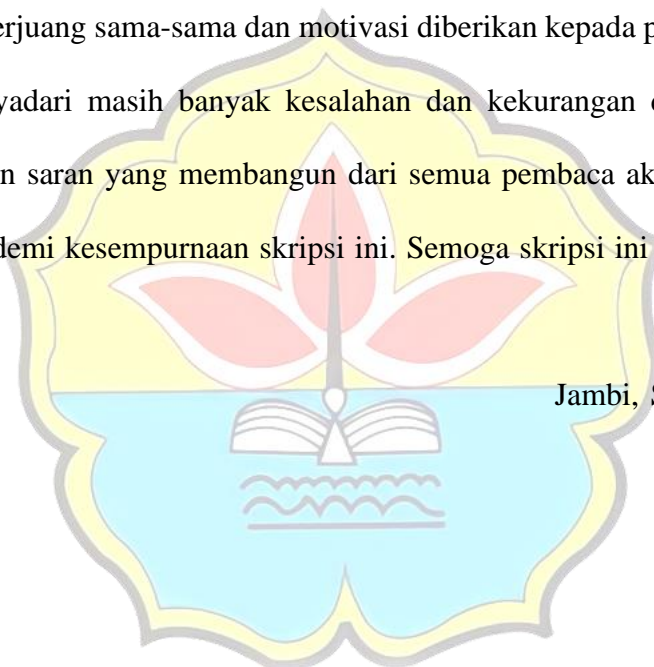 erjuang sama-sama dan motivasi diberikan kepada p
yadari masih banyak kesalahan dan kekurangan
n saran yang membangun dari semua pembaca ak
demi kesempurnaan skripsi ini. Semoga skripsi ini
Jambi, S